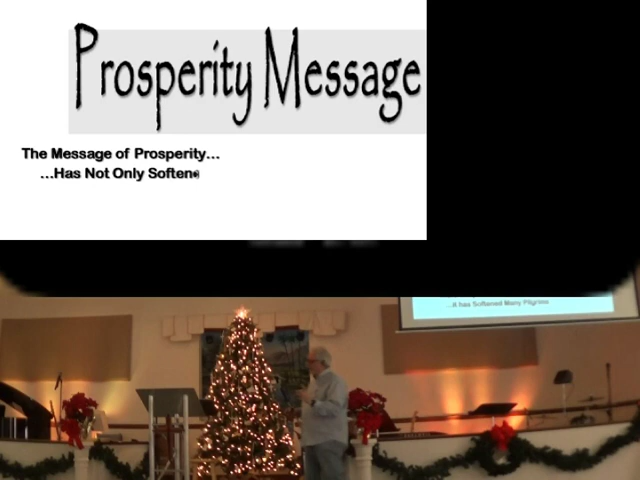 Prosperity Message
The Message of Prosperity...
...Has Not Only Soften
...A has Softened Many Pilgrims